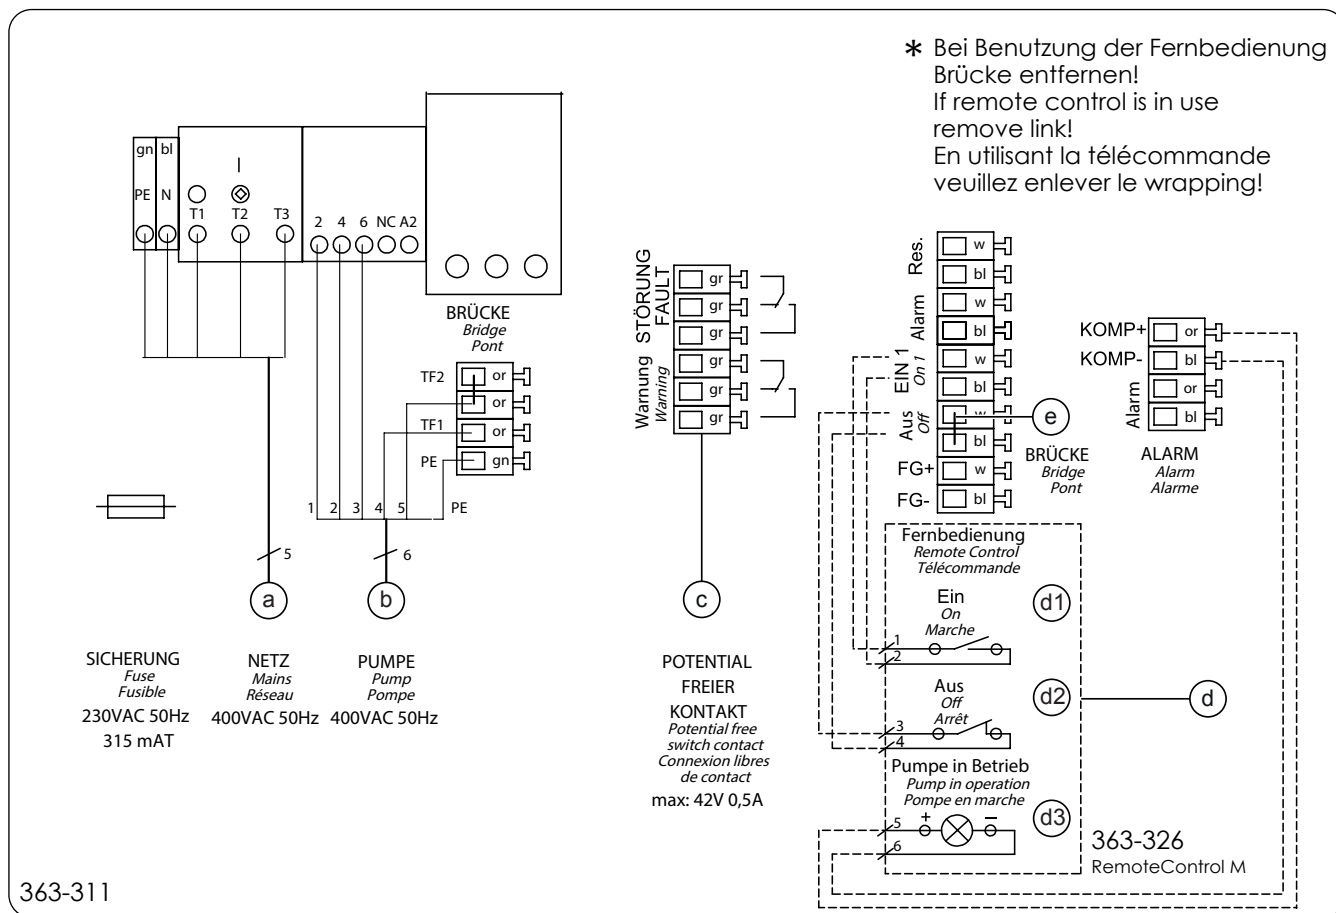 * Bei Benutzung der Fernbedienung
Brücke entfernen!
If remote control is in use
remove link!
En utilisant la télécommande
veuillez enlever le wrapping!
gn bl
PE N
I
T1 T2 T3
2 4 6 NC A2
BRÜCKE
Bridge
Pont
TF2 or
or
TF1 or
PE gn
1 2 3 4 5 PE
5
6
a
b
SICHERUNG
Fuse
Fusible
230VAC 50Hz
315 mAT
NETZ
Mains
Réseau
400VAC 50Hz
PUMPE
Pump
Pompe
400VAC 50Hz
STÖRUNG
FAULT
gr
gr
gr
Warnung
Warning
gr
gr
gr
c
POTENTIAL
FREIER
KONTAKT
Potential free
switch contact
Connexion libres
de contact
max: 42V 0,5A
Res.
w
bl
Alarm
w
bl
EIN 1
On 1
w
bl
Aus
Off
w
bl
FG+ w
FG- bl
e
BRÜCKE
Bridge
Pont
KOMP+ or
KOMP- bl
Alarm
or
bl
ALARM
Alarm
Alarme
Fernbedienung
Remote Control
Télécommande
Ein
On
Marche
d1
1
2
Aus
Off
Arrêt
d2
d
3
4
Pumpe in Betrieb
Pump in operation
Pompe en marche
d3
5 + −
6
363-326
RemoteControl M
363-311